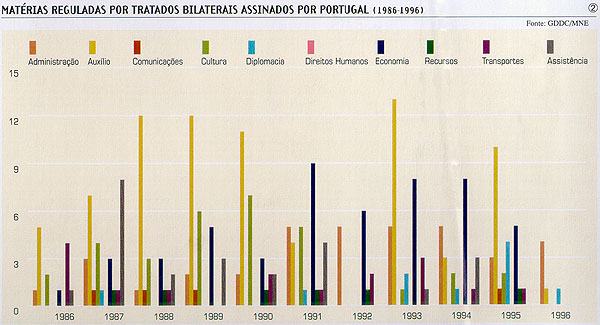 MATÉRIAS REGULADAS POR TRATADOS BILATERAIS ASSINADOS POR PORTUGAL (1986-1996) ②
Fonte: GDDC/MNE
Administração Auxílio Comunicações Cultura Diplomacia Direitos Humanos Economia Recursos Transportes Assistência
15
12
9
6
3
0
1986 1987 1988 1989 1990 1991 1992 1993 1994 1995 1996